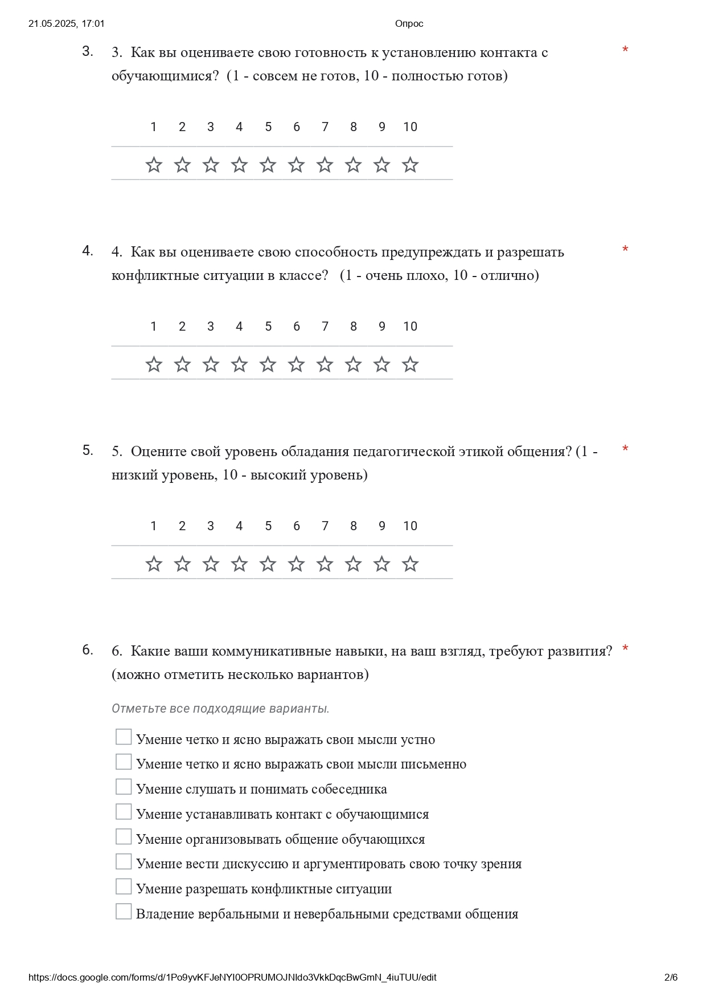 21.05.2025, 17:01 Опрос
3. 3. Как вы оцениваете свою готовность к установлению контакта с *
обучающимися? (1 - совсем не готов, 10 - полностью готов)
1 2 3 4 5 6 7 8 9 10
4. 4. Как вы оцениваете свою способность предупреждать и разрешать *
конфликтные ситуации в классе? (1 - очень плохо, 10 - отлично)
1 2 3 4 5 6 7 8 9 10
5. 5. Оцените свой уровень обладания педагогической этикой общения? (1 - *
низкий уровень, 10 - высокий уровень)
1 2 3 4 5 6 7 8 9 10
6. 6. Какие ваши коммуникативные навыки, на ваш взгляд, требуют развития? *
(можно отметить несколько вариантов)
Отметьте все подходящие варианты.
Умение четко и ясно выражать свои мысли устно
Умение четко и ясно выражать свои мысли письменно
Умение слушать и понимать собеседника
Умение устанавливать контакт с обучающимися
Умение организовывать общение обучающихся
Умение вести дискуссию и аргументировать свою точку зрения
Умение разрешать конфликтные ситуации
Владение вербальными и невербальными средствами общения
https://docs.google.com/forms/d/1Po9yvKFJeNYI0OPRUMOJNIdo3VkkDqcBwGmN_4iuTUU/edit 2/6